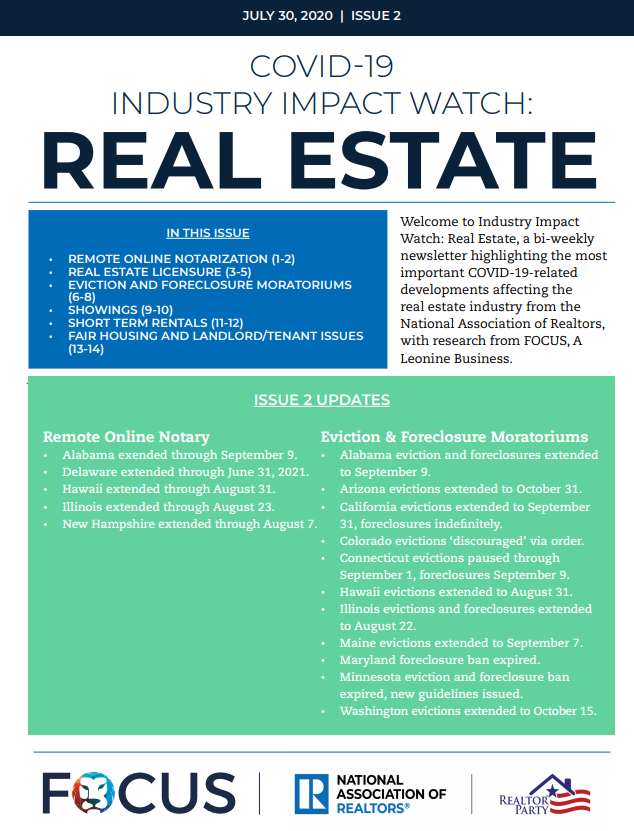 JULY 30, 2020 | ISSUE 2
COVID-19
INDUSTRY IMPACT WATCH:
REAL ESTATE
IN THIS ISSUE
• REMOTE ONLINE NOTARIZATION (1-2)
• REAL ESTATE LICENSURE (3-5)
• EVICTION AND FORECLOSURE MORATORIUMS
(6-8)
• SHOWINGS (9-10)
• SHORT TERM RENTALS (11-12)
• FAIR HOUSING AND LANDLORD/TENANT ISSUES
(13-14)
Welcome to Industry Impact
Watch: Real Estate, a bi-weekly
newsletter highlighting the most
important COVID-19-related
developments affecting the
real estate industry from the
National Association of Realtors,
with research from FOCUS, A
Leonine Business.
ISSUE 2 UPDATES
Remote Online Notary
• Alabama exended through September 9.
• Delaware extended through June 31, 2021.
• Hawaii extended through August 31.
• Illinois extended through August 23.
• New Hampshire extended through August 7.
Eviction & Foreclosure Moratoriums
• Alabama eviction and foreclosures extended
to September 9.
• Arizona evictions extended to October 31.
• California evictions extended to September
31, foreclosures indefinitely.
• Colorado evictions ‘discouraged’ via order.
• Connecticut evictions paused through
September 1, foreclosures September 9.
• Hawaii evictions extended to August 31.
• Illinois evictions and foreclosures extended
to August 22.
• Maine evictions extended to September 7.
• Maryland foreclosure ban expired.
• Minnesota eviction and foreclosure ban
expired, new guidelines issued.
• Washington evictions extended to October 15.
FOCUS
R
NATIONAL
ASSOCIATION OF
REALTORS®
REALTOR
PARTY